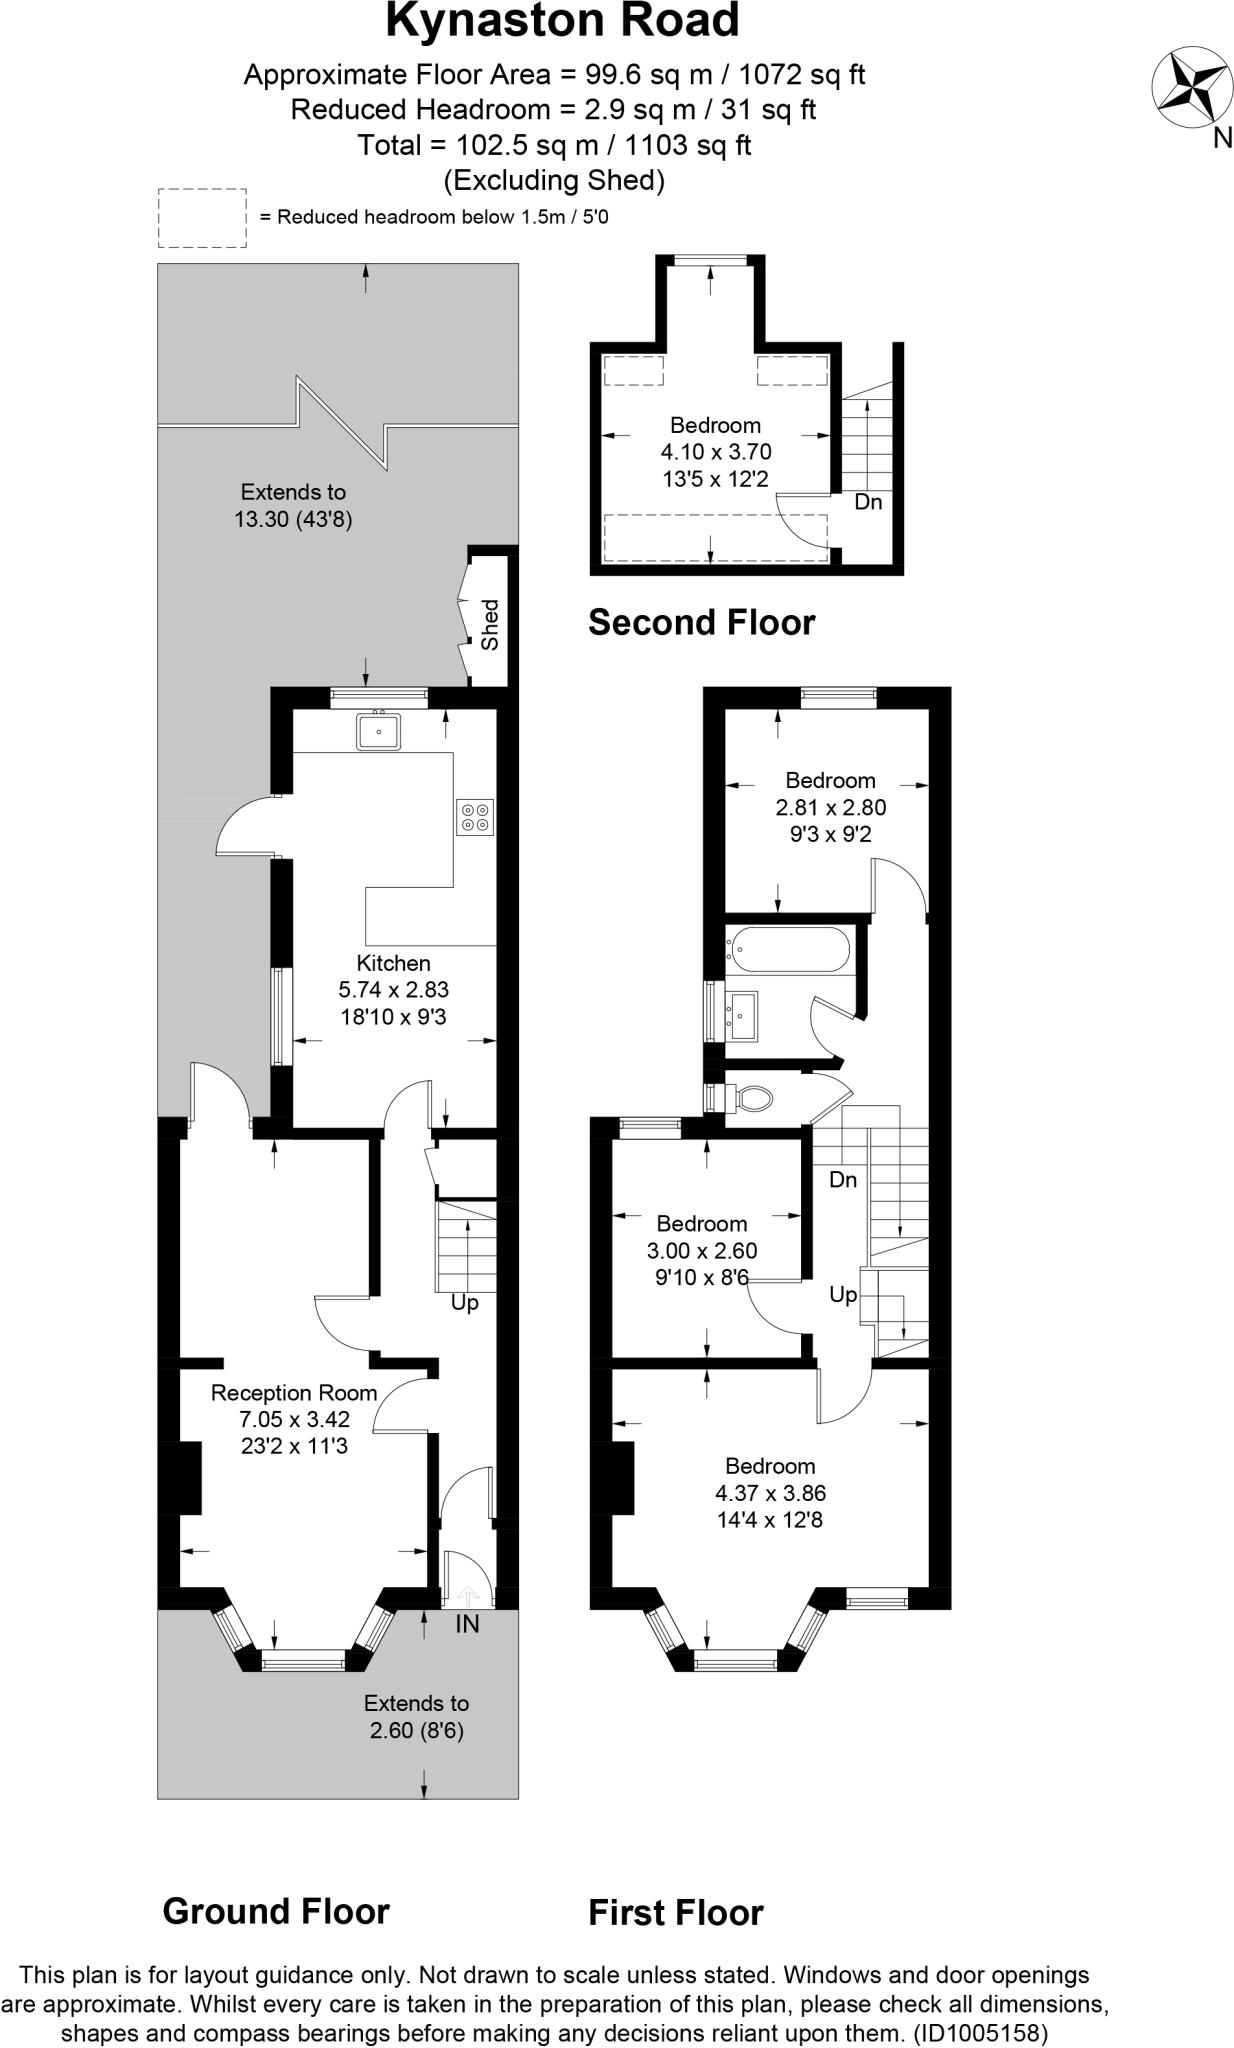 Kynaston Road
Approximate Floor Area = 99.6 sq m / 1072 sq ft
Reduced Headroom = 2.9 sq m / 31 sq ft
Total = 102.5 sq m / 1103 sq ft
(Excluding Shed)
N
= Reduced headroom below 1.5m / 5'0
Bedroom
4.10 x 3.70
13'5 x 12'2
Dn
Second Floor
Extends to
13.30 (43'8)
Shed
Kitchen
5.74 x 2.83
18'10 x 9'3
Up
Reception Room
7.05 x 3.42
23'2 x 11'3
IN
Extends to
2.60 (8'6)
Ground Floor
Bedroom
2.81 x 2.80
9'3 x 9'2
Dn
Bedroom
3.00 x 2.60
9'10 x 8'6
Up
Bedroom
4.37 x 3.86
14'4 x 12'8
First Floor
This plan is for layout guidance only. Not drawn to scale unless stated. Windows and door openings
are approximate. Whilst every care is taken in the preparation of this plan, please check all dimensions,
shapes and compass bearings before making any decisions reliant upon them. (ID1005158)